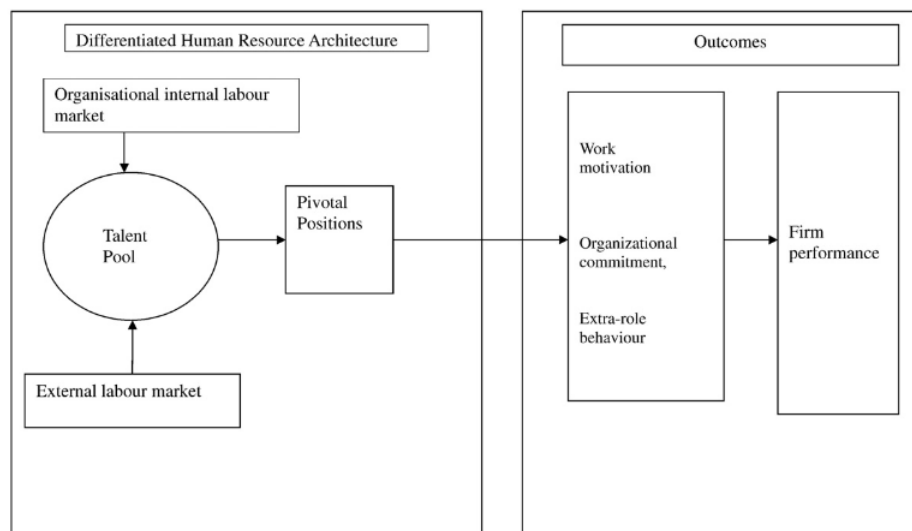 Differentiated Human Resource Architecture
Organisational internal labour
market
Talent
Pool
Pivotal
Positions
External labour market
Outcomes
Work
motivation
Organizational
commitment,
Extra-role
behaviour
Firm
performance